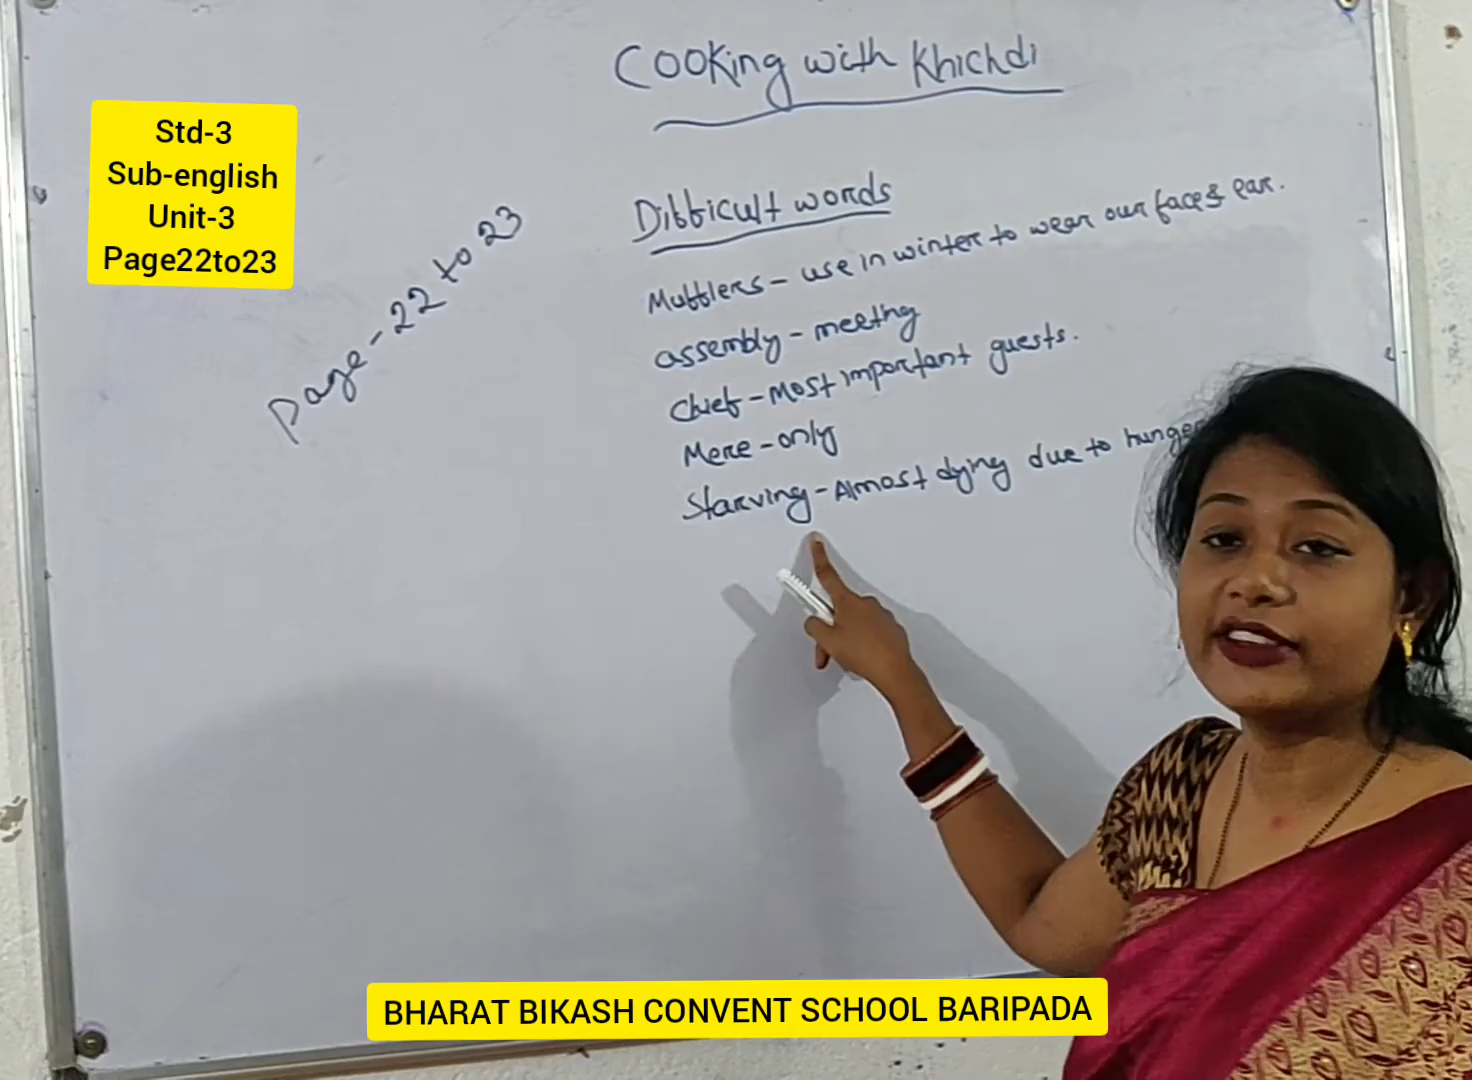 Cooking with Khichdi
Std-3
Sub-english
Unit-3
Page22to23
Page-22 to 23
Difficult words
Mufflers - use in winter to wear our face & ear.
assembly - meeting
Chief - Most important guests.
Mere - only
Starving - Almost dying due to hunger
BHARAT BIKASH CONVENT SCHOOL BARIPADA